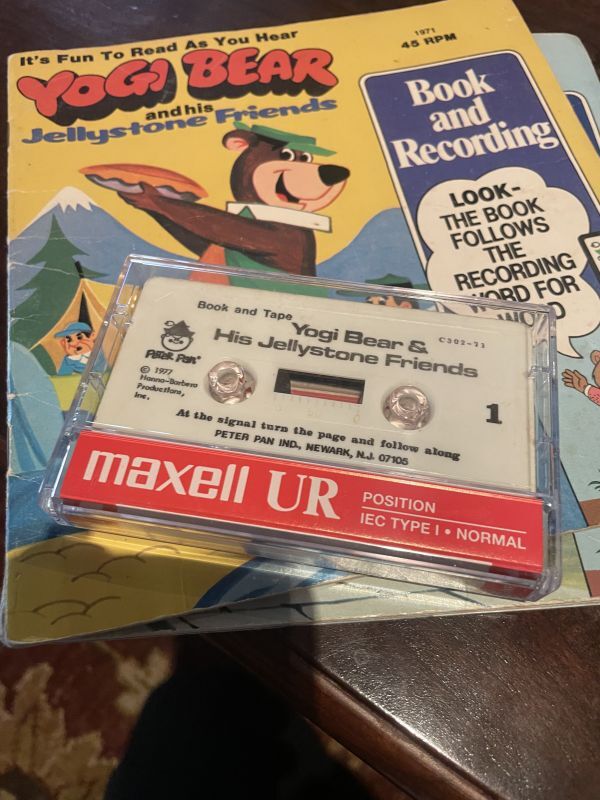 It's Fun To Read As You Hear
YOGI BEAR
and his
Jellystone Friends
1971
45 RPM
Book
and
Recording
LOOK-
THE BOOK
FOLLOWS
THE
RECORDING
WORD FOR
WORD
Book and Tape
Yogi Bear &
His Jellystone Friends
C302-71
Peter Pan
© 1977
Hanna-Barbera
Productions,
Inc.
1
At the signal turn the page and follow along
PETER PAN IND., NEWARK, N.J. 07105
maxell UR
POSITION
IEC TYPE I • NORMAL